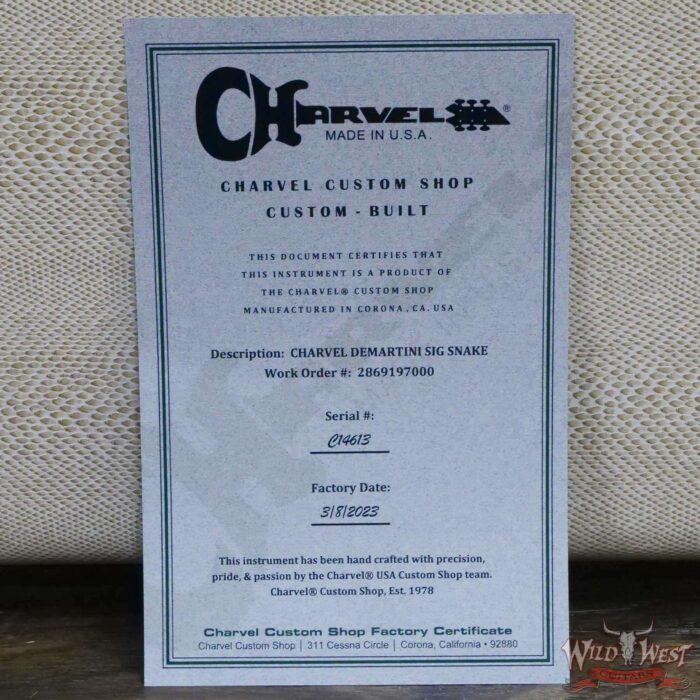 CHARVEL®
MADE IN U.S.A.
CHARVEL CUSTOM SHOP
CUSTOM - BUILT
THIS DOCUMENT CERTIFIES THAT
THIS INSTRUMENT IS A PRODUCT OF
THE CHARVEL® CUSTOM SHOP
MANUFACTURED IN CORONA, CA. USA
Description: CHARVEL DEMARTINI SIG SNAKE
Work Order #: 2869197000
Serial #:
C14613
Factory Date:
3/8/2023
This instrument has been hand crafted with precision,
pride, & passion by the Charvel® USA Custom Shop team.
Charvel® Custom Shop, Est. 1978
Charvel Custom Shop Factory Certificate
Charvel Custom Shop | 311 Cessna Circle | Corona, California • 92880
WILD WEST
GUITARS